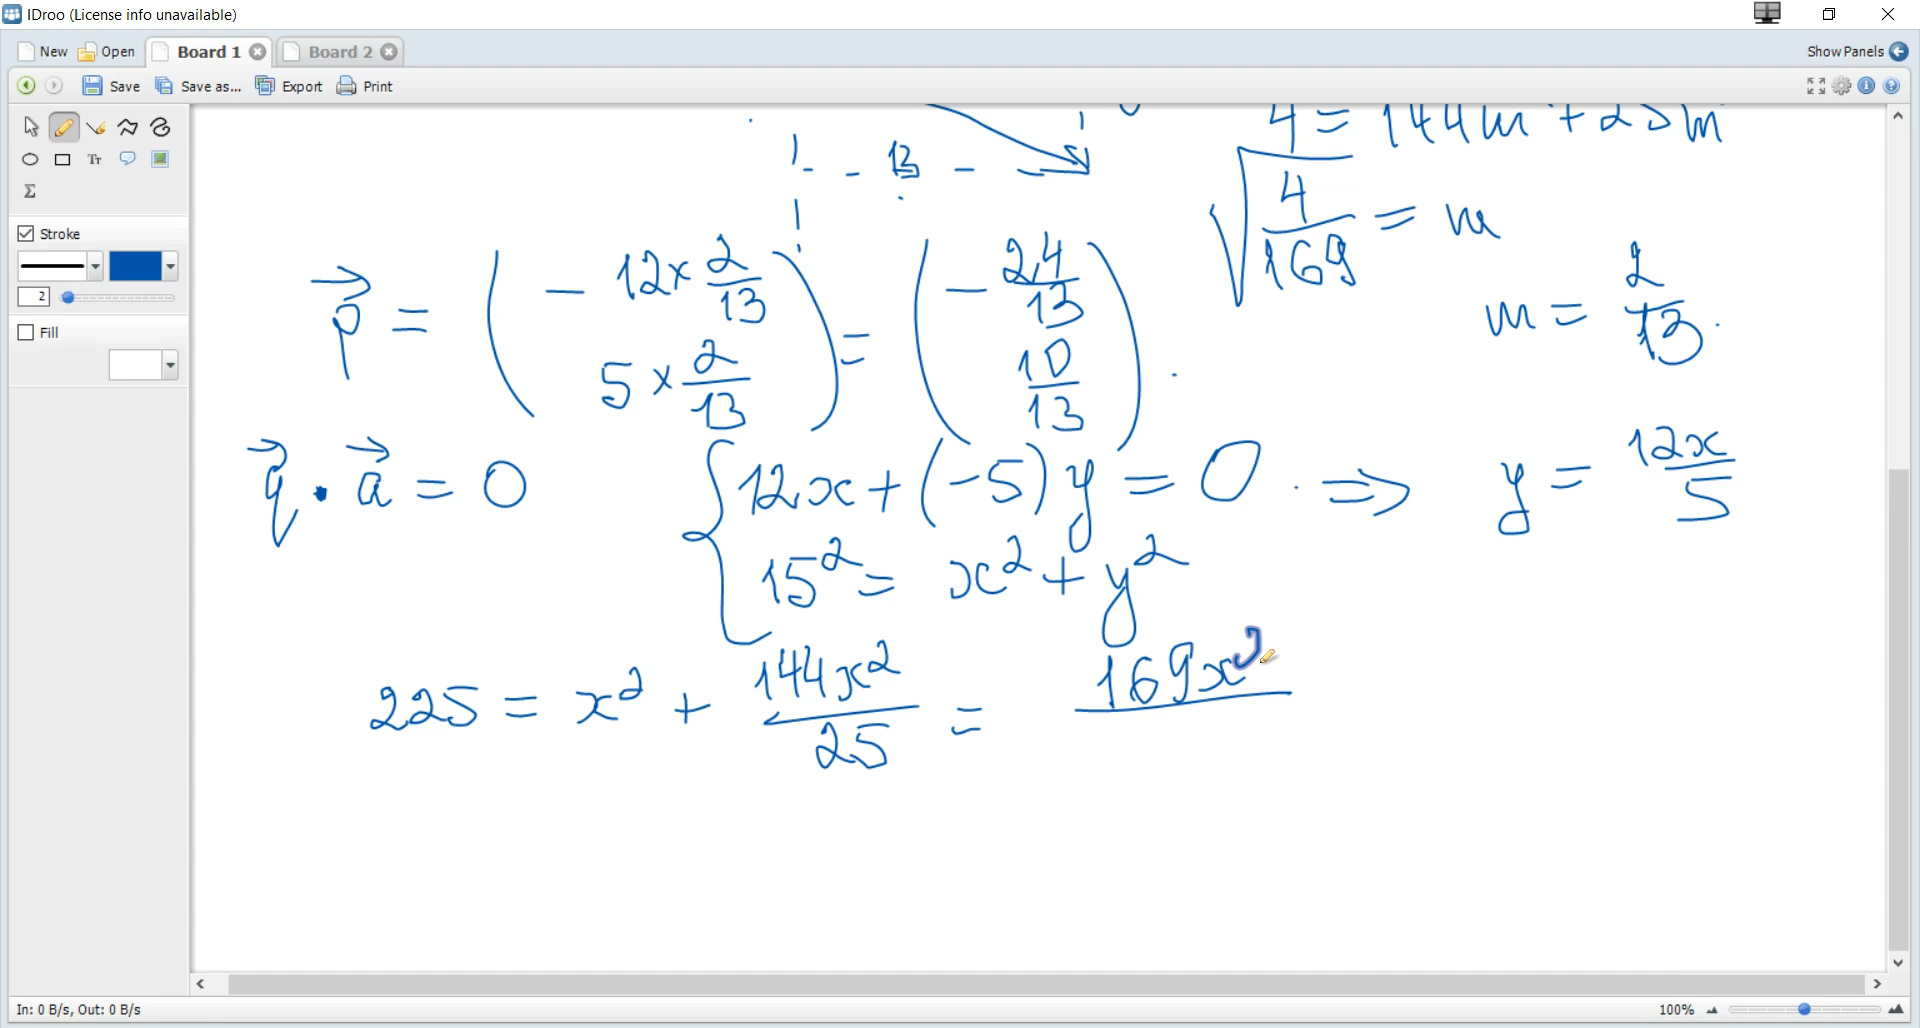 IDroo (License info unavailable)
New Open Board 1 Board 2 Show Panels
Save Save as... Export Print
Tt
Σ
Stroke
2
Fill
4 = 144m + 25m
13
√(4/169) = m
m = 2/13.
p⃗ = (−12×2/13, 5×2/13) = (−24/13, 10/13).
q⃗ · a⃗ = 0 { 12x + (−5)y = 0. ⇒ y = 12x/5
15² = x² + y²
225 = x² + 144x²/25 = 169x²
In: 0 B/s, Out: 0 B/s 100%